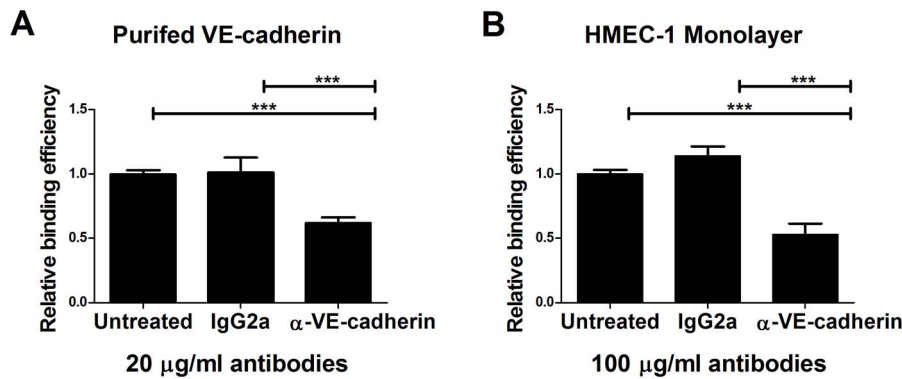 A
Purifed VE-cadherin
***
***
Relative binding efficiency
1.5
1.0
0.5
0.0
Untreated IgG2a α-VE-cadherin
20 μg/ml antibodies
B
HMEC-1 Monolayer
***
***
Relative binding efficiency
1.5
1.0
0.5
0.0
Untreated IgG2a α-VE-cadherin
100 μg/ml antibodies